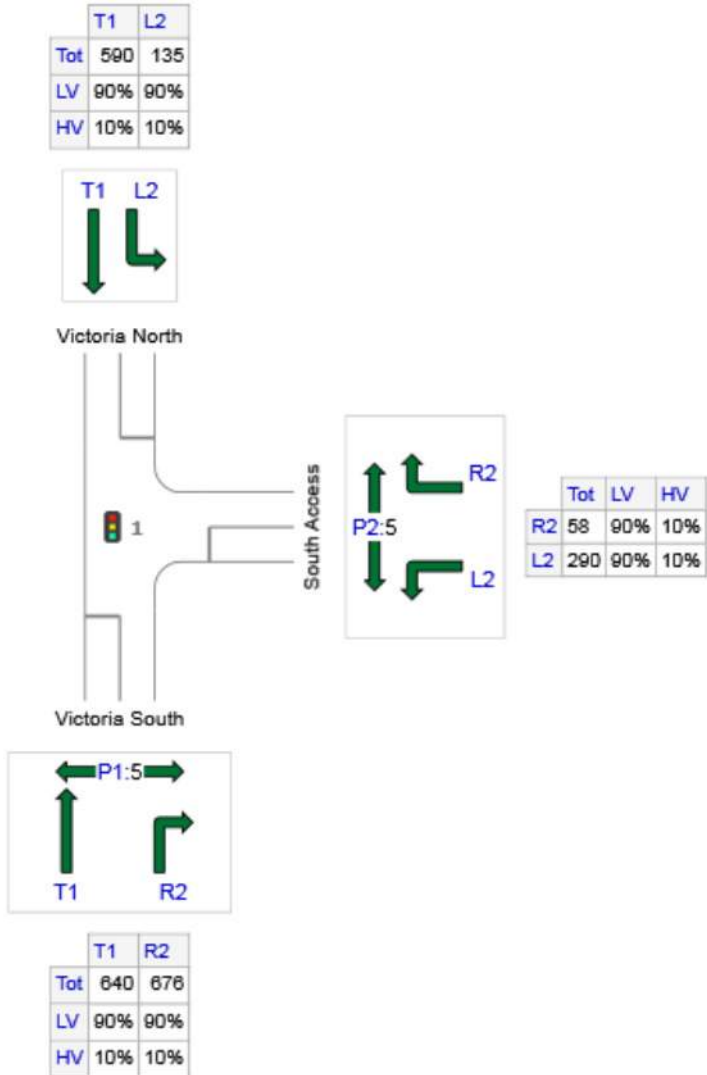 T1 L2
Tot 590 135
LV 90% 90%
HV 10% 10%
T1 L2
Victoria North
1
South Access
R2
P2:5
L2
Tot LV HV
R2 58 90% 10%
L2 290 90% 10%
Victoria South
P1:5
T1 R2
T1 R2
Tot 640 676
LV 90% 90%
HV 10% 10%